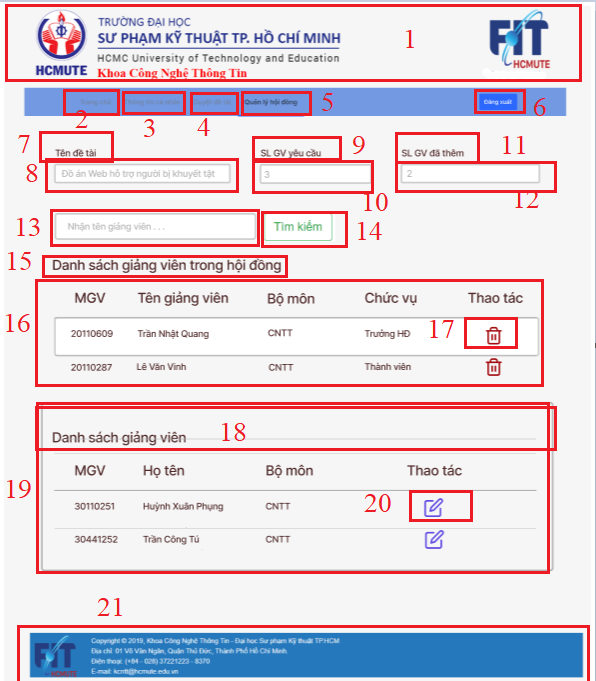 TRƯỜNG ĐẠI HỌC
SƯ PHẠM KỸ THUẬT TP. HỒ CHÍ MINH
HCMC University of Technology and Education
HCMUTE
Khoa Công Nghệ Thông Tin
FIT
HCMUTE
1
Trang chủ
Thông tin cá nhân
Duyệt đề tài
Quản lý hội đồng
Đăng xuất
2
3
4
5
6
7
Tên đề tài
SL GV yêu cầu
9
SL GV đã thêm
11
8
Đồ án Web hỗ trợ người bị khuyết tật
3
2
10
12
13
Nhận tên giảng viên . . .
Tìm kiếm
14
15
Danh sách giảng viên trong hội đồng
16
MGV Tên giảng viên Bộ môn Chức vụ Thao tác
20110609 Trần Nhật Quang CNTT Trưởng HĐ 17
20110287 Lê Văn Vinh CNTT Thành viên
Danh sách giảng viên 18
19
MGV Họ tên Bộ môn Thao tác
30110251 Huỳnh Xuân Phụng CNTT 20
30441252 Trần Công Tú CNTT
21
FIT
HCMUTE
Copyright © 2019, Khoa Công Nghệ Thông Tin - Đai học Sư phạm Kỹ thuật TP.HCM
Địa chỉ: 01 Võ Văn Ngân, Quận Thủ Đức, Thành Phố Hồ Chí Minh.
Điện thoại: (+84 - 028) 37221223 - 8370
E-mail: kcntt@hcmute.edu.vn